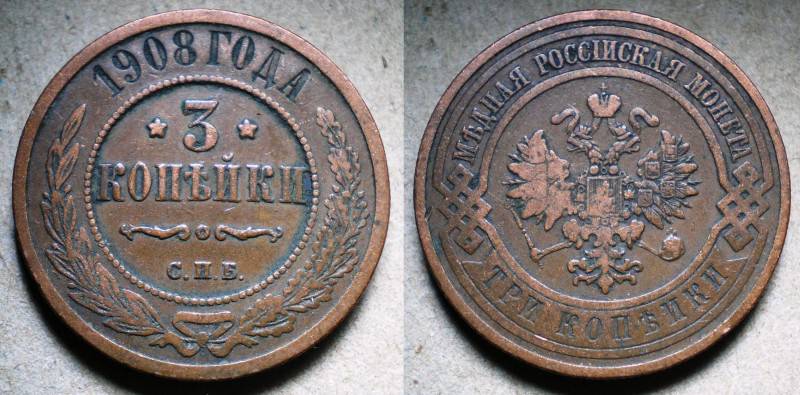 1908 ГОДА
3
КОПѢЙКИ
С.П.Б.
МѢДНАЯ РОССІЙСКАЯ МОНЕТА
ТРИ КОПѢЙКИ